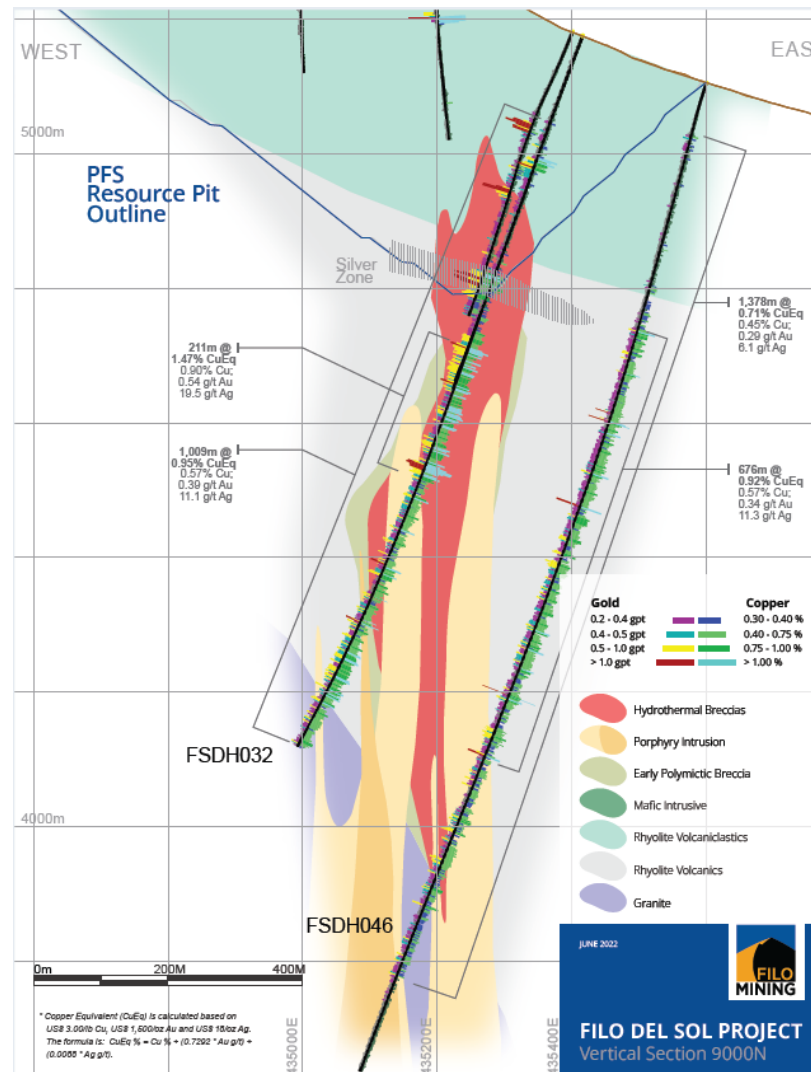 WEST
EAS
5000m
PFS
Resource Pit
Outline
Silver
Zone
1,378m @
0.71% CuEq
0.45% Cu;
0.29 g/t Au
6.1 g/t Ag
211m @
1.47% CuEq
0.90% Cu;
0.54 g/t Au
19.5 g/t Ag
1,009m @
0.95% CuEq
0.57% Cu;
0.39 g/t Au
11.1 g/t Ag
676m @
0.92% CuEq
0.57% Cu;
0.34 g/t Au
11.3 g/t Ag
Gold Copper
0.2 - 0.4 gpt 0.30 - 0.40 %
0.4 - 0.5 gpt 0.40 - 0.75 %
0.5 - 1.0 gpt 0.75 - 1.00 %
> 1.0 gpt > 1.00 %
Hydrothermal Breccias
Porphyry Intrusion
Early Polymictic Breccia
Mafic Intrusive
Rhyolite Volcaniclastics
Rhyolite Volcanics
Granite
FSDH032
4000m
FSDH046
0m 200M 400M
* Copper Equivalent (CuEq) is calculated based on
US$ 3.00/lb Cu, US$ 1,500/oz Au and US$ 18/oz Ag.
The formula is: CuEq % = Cu % + (0.7292 * Au g/t) +
(0.0088 * Ag g/t).
435000E
435200E
435400E
JUNE 2022
FILO
MINING
FILO DEL SOL PROJECT
Vertical Section 9000N